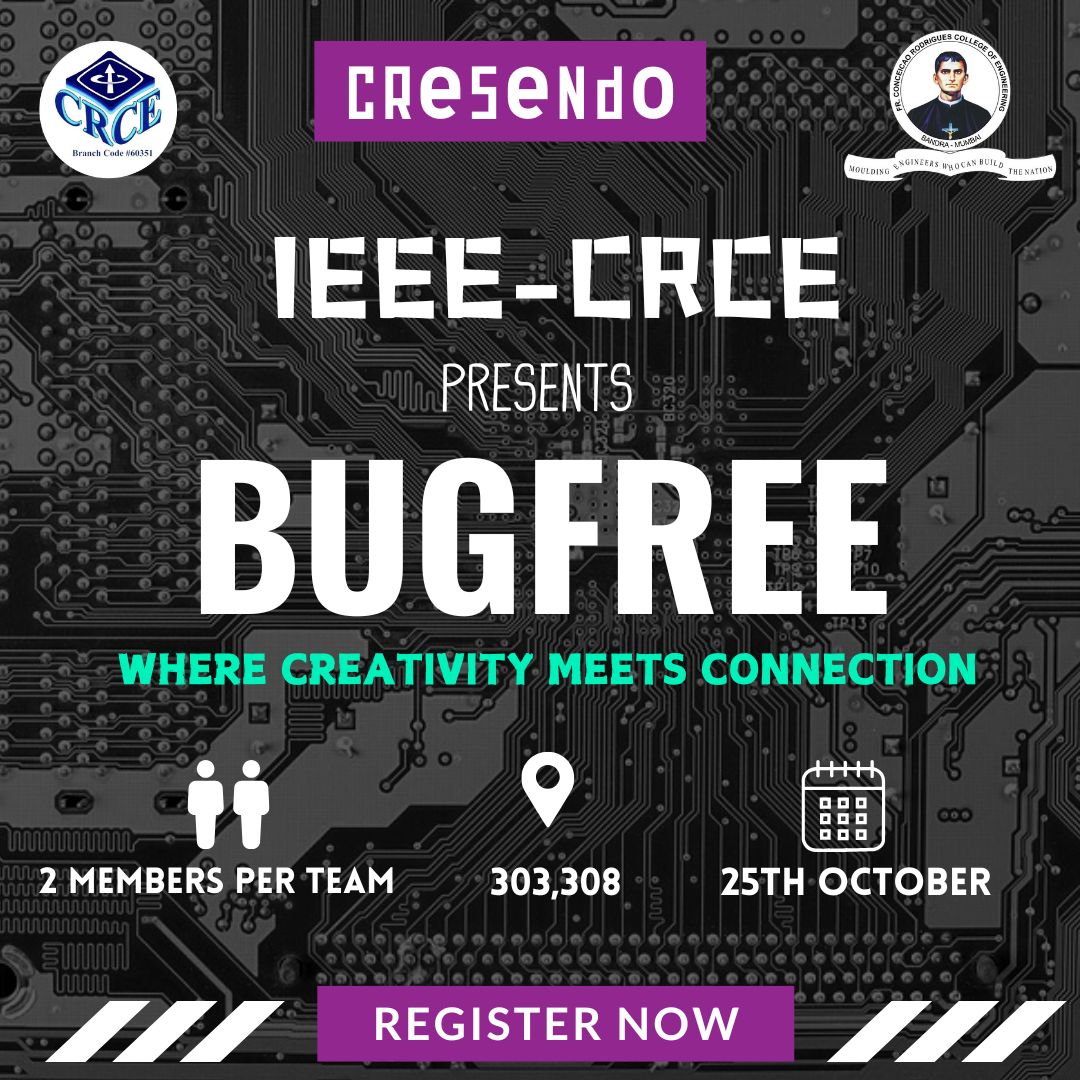 CRCE
Branch Code #60351
CReSeNdO
FR. CONCEICAO RODRIGUES COLLEGE OF ENGINEERING
BANDRA - MUMBAI
MOULDING ENGINEERS WHO CAN BUILD THE NATION
IEEE-CRCE
PRESENTS
BUGFREE
WHERE CREATIVITY MEETS CONNECTION
2 MEMBERS PER TEAM
303,308
25TH OCTOBER
REGISTER NOW